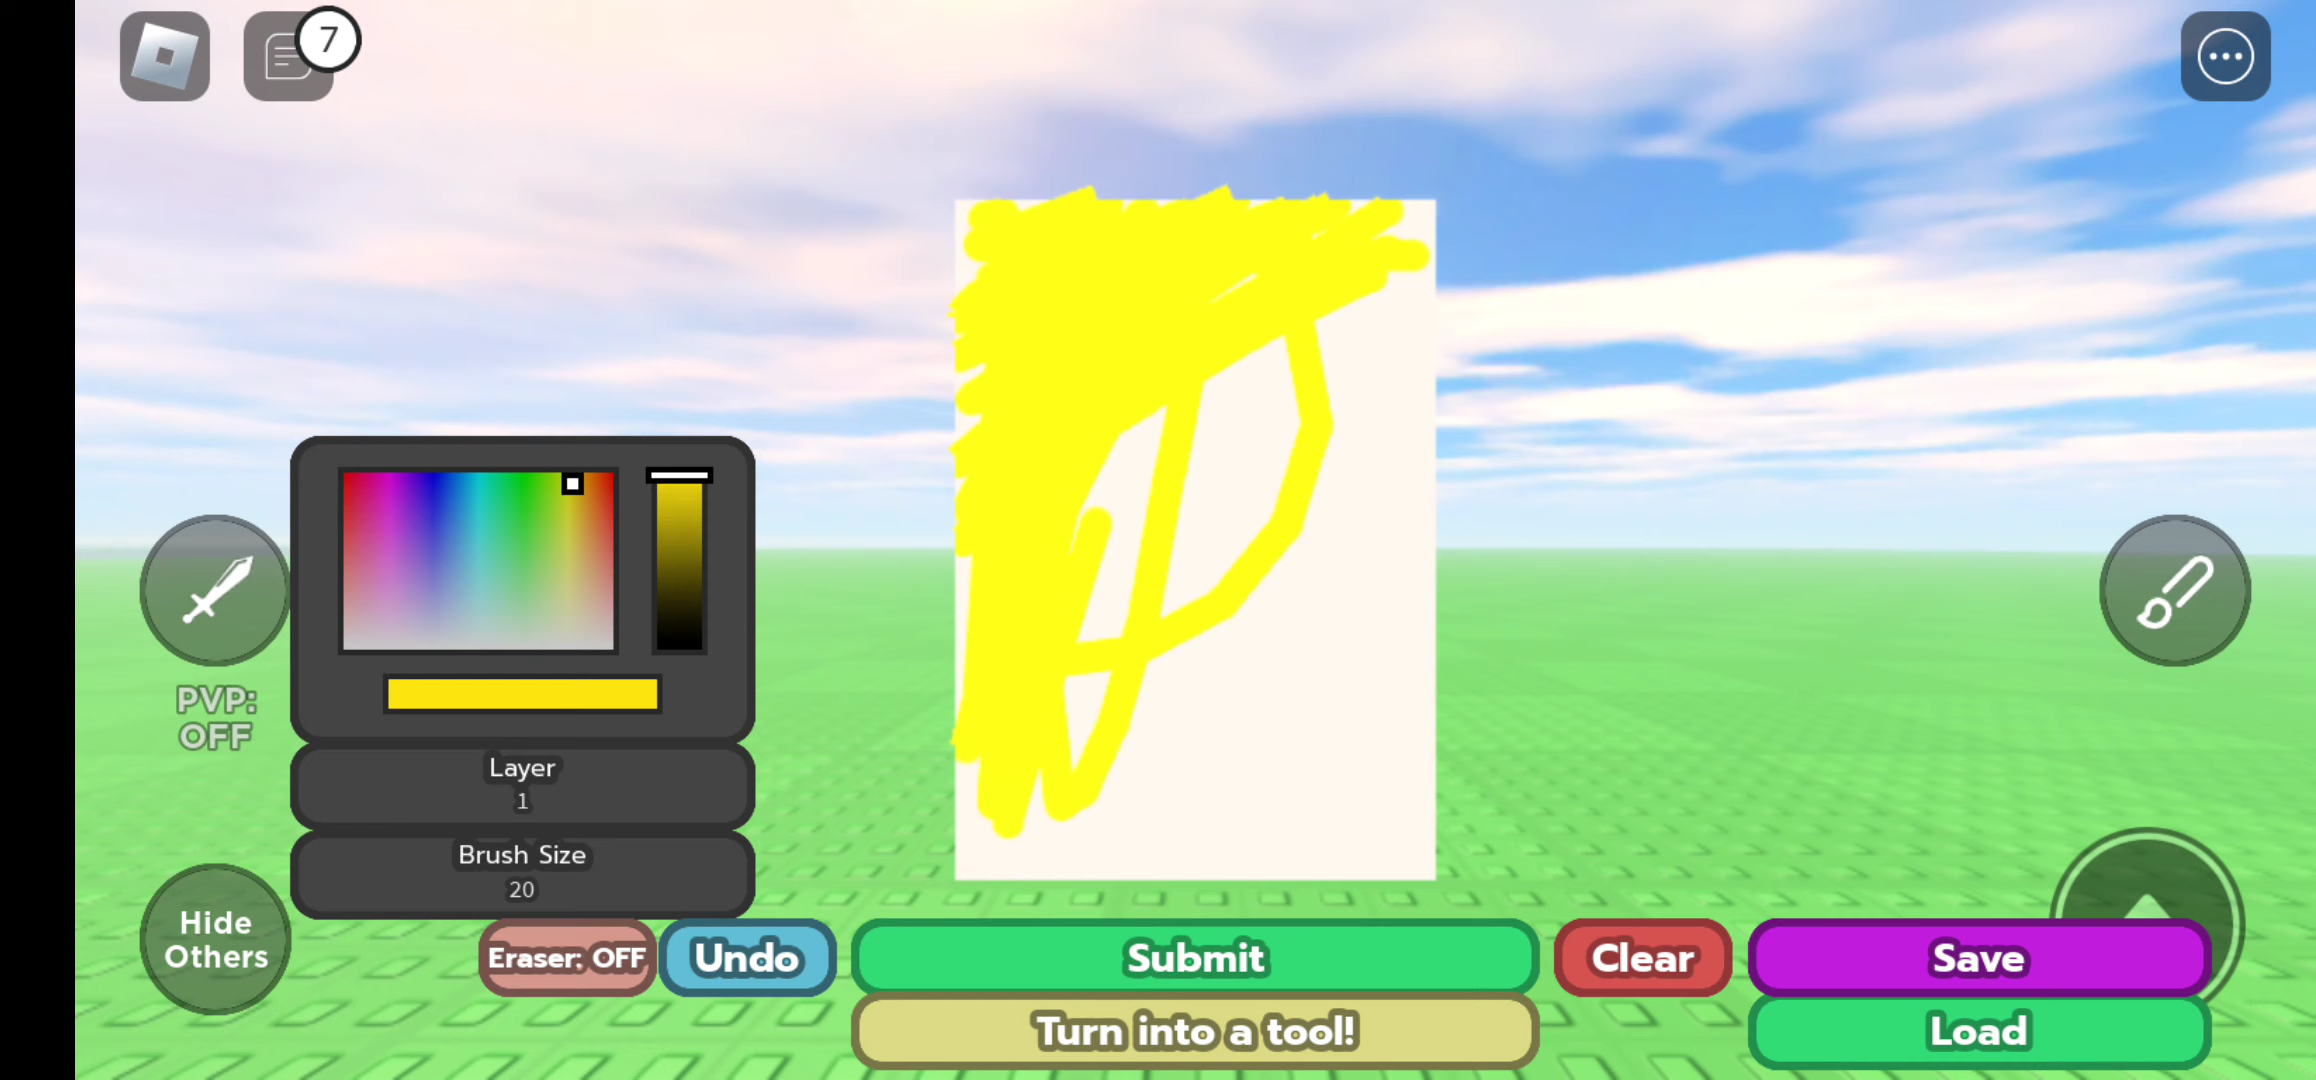 7
PVP:
OFF
Layer
1
Brush Size
20
Hide
Others
Eraser: OFF
Undo
Submit
Clear
Save
Turn into a tool!
Load